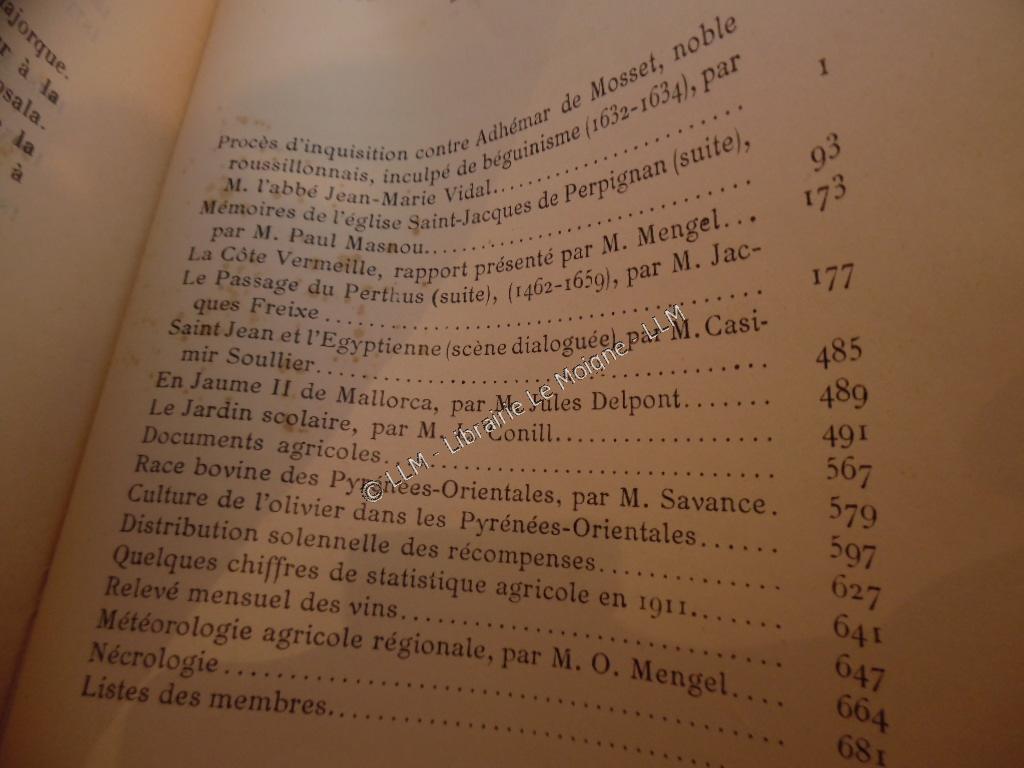 ajorque.
r à la
sala.
la
à
Procès d'inquisition contre Adhémar de Mosset, noble
roussillonnais, inculpé de béguinisme (1632-1634), par
M. l'abbé Jean-Marie Vidal.......................... 1
Mémoires de l'église Saint-Jacques de Perpignan (suite),
par M. Paul Masnou.............................. 93
La Côte Vermeille, rapport présenté par M. Mengel... 173
Le Passage du Perthus (suite), (1462-1659), par M. Jac-
ques Freixe........................................ 177
Saint Jean et l'Egyptienne (scène dialoguée), par M. Casi-
mir Soullier........................................ 485
En Jaume II de Mallorca, par M. Jules Delpont....... 489
Le Jardin scolaire, par M. L. Conill................. 491
Documents agricoles................................ 567
Race bovine des Pyrénées-Orientales, par M. Savance. 579
Culture de l'olivier dans les Pyrénées-Orientales...... 597
Distribution solennelle des récompenses.............. 627
Quelques chiffres de statistique agricole en 1911....... 641
Relevé mensuel des vins............................. 647
Météorologie agricole régionale, par M. O. Mengel.... 664
Nécrologie......................................... 681
Listes des membres................................
© LLM - Librairie Le Moigne - LLM